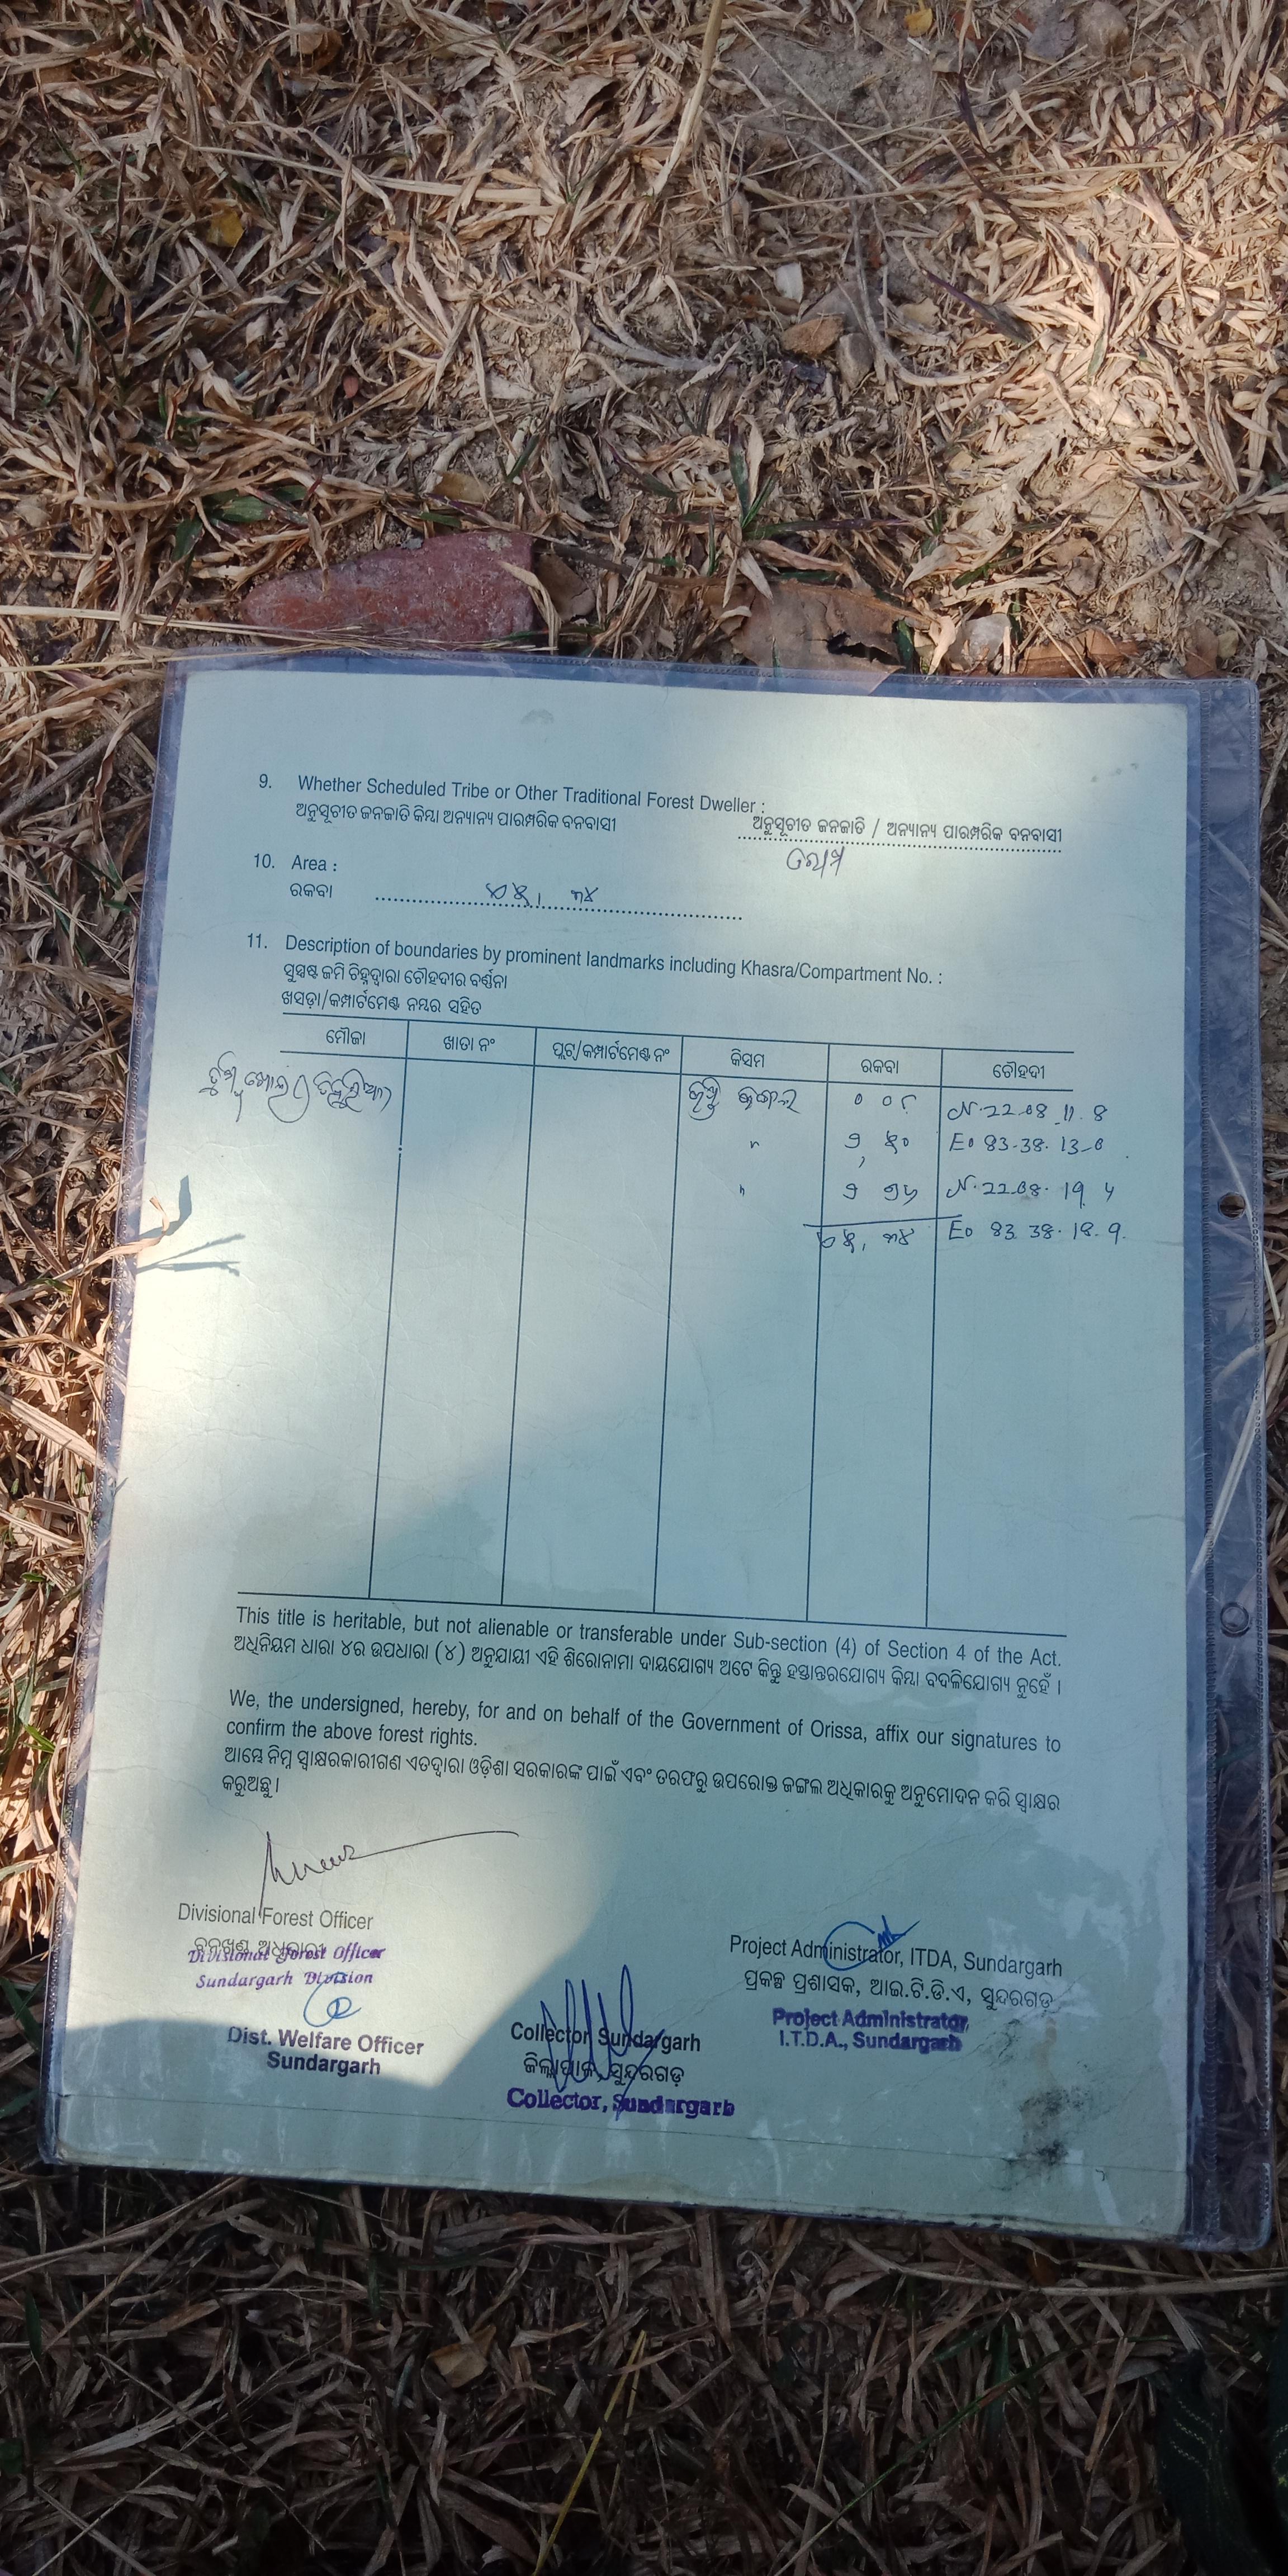 9. Whether Scheduled Tribe or Other Traditional Forest Dweller :
ଅନୁସୂଚୀତ ଜନଜାତି କିମ୍ବା ଅନ୍ୟାନ୍ୟ ପାରମ୍ପରିକ ବନବାସୀ
ଅନୁସୂଚୀତ ଜନଜାତି / ଅନ୍ୟାନ୍ୟ ପାରମ୍ପରିକ ବନବାସୀ
10. Area :
ରକବା
11. Description of boundaries by prominent landmarks including Khasra/Compartment No. :
ସୁସ୍ପଷ୍ଟ ଜମି ଚିହ୍ନଦ୍ୱାରା ଚୌହଦୀର ବର୍ଣ୍ଣନା
ଖସଡ଼ା/କମ୍ପାର୍ଟମେଣ୍ଟ ନମ୍ବର ସହିତ
ମୌଜା ଖାତା ନଂ ପ୍ଲଟ୍/କମ୍ପାର୍ଟମେଣ୍ଟ ନଂ କିସମ ରକବା ଚୌହଦୀ
N.22-08.11.8
E0 83-38.13-0
N.22.08.19.4
E0 83.38.18.9.
This title is heritable, but not alienable or transferable under Sub-section (4) of Section 4 of the Act.
ଅଧିନିୟମ ଧାରା ୪ର ଉପଧାରା (୪) ଅନୁଯାୟୀ ଏହି ଶିରୋନାମା ଦାୟଯୋଗ୍ୟ ଅଟେ କିନ୍ତୁ ହସ୍ତାନ୍ତରଯୋଗ୍ୟ କିମ୍ବା ବଦଳିଯୋଗ୍ୟ ନୁହେଁ ।
We, the undersigned, hereby, for and on behalf of the Government of Orissa, affix our signatures to
confirm the above forest rights.
ଆମ୍ଭେ ନିମ୍ନ ସ୍ୱାକ୍ଷରକାରୀଗଣ ଏତଦ୍ୱାରା ଓଡ଼ିଶା ସରକାରଙ୍କ ପାଇଁ ଏବଂ ତରଫରୁ ଉପରୋକ୍ତ ଜଙ୍ଗଲ ଅଧିକାରକୁ ଅନୁମୋଦନ କରି ସ୍ୱାକ୍ଷର
କରୁଅଛୁ ।
Divisional Forest Officer
ବନଖଣ୍ଡ ଅଧିକାରୀ
Divisional Forest Officer
Sundargarh Division
Dist. Welfare Officer
Sundargarh
Collector Sundargarh
ଜିଲ୍ଲାପାଳ, ସୁନ୍ଦରଗଡ଼
Collector, Sundargarh
Project Administrator, ITDA, Sundargarh
ପ୍ରକଳ୍ପ ପ୍ରଶାସକ, ଆଇ.ଟି.ଡି.ଏ, ସୁନ୍ଦରଗଡ଼
Project Administrator
I.T.D.A., Sundargarh